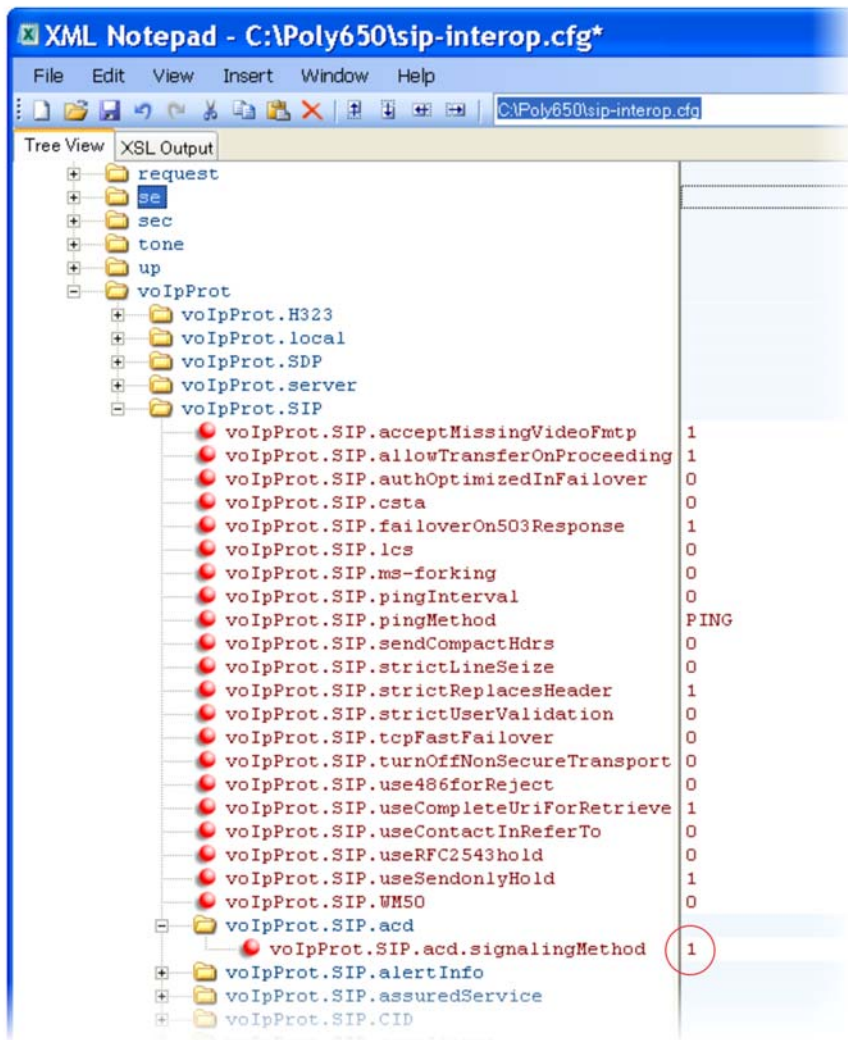 XML Notepad - C:\Poly650\sip-interop.cfg*
File Edit View Insert Window Help
C:\Poly650\sip-interop.cfg
Tree View XSL Output
request
se
sec
tone
up
voIpProt
voIpProt.H323
voIpProt.local
voIpProt.SDP
voIpProt.server
voIpProt.SIP
voIpProt.SIP.acceptMissingVideoFmtp 1
voIpProt.SIP.allowTransferOnProceeding 1
voIpProt.SIP.authOptimizedInFailover 0
voIpProt.SIP.csta 0
voIpProt.SIP.failoverOn503Response 1
voIpProt.SIP.lcs 0
voIpProt.SIP.ms-forking 0
voIpProt.SIP.pingInterval 0
voIpProt.SIP.pingMethod PING
voIpProt.SIP.sendCompactHdrs 0
voIpProt.SIP.strictLineSeize 0
voIpProt.SIP.strictReplacesHeader 1
voIpProt.SIP.strictUserValidation 0
voIpProt.SIP.tcpFastFailover 0
voIpProt.SIP.turnOffNonSecureTransport 0
voIpProt.SIP.use486forReject 0
voIpProt.SIP.useCompleteUriForRetrieve 1
voIpProt.SIP.useContactInReferTo 0
voIpProt.SIP.useRFC2543hold 0
voIpProt.SIP.useSendonlyHold 1
voIpProt.SIP.WM50 0
voIpProt.SIP.acd
voIpProt.SIP.acd.signalingMethod 1
voIpProt.SIP.alertInfo
voIpProt.SIP.assuredService
voIpProt.SIP.CID